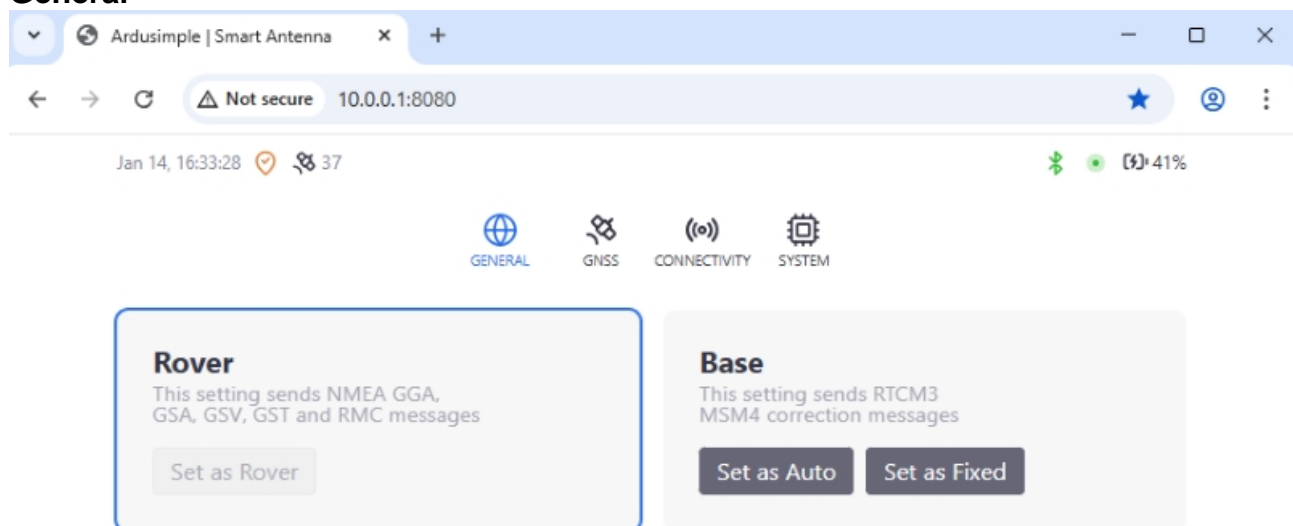 General
Ardusimple | Smart Antenna
Not secure 10.0.0.1:8080
Jan 14, 16:33:28 37 41%
GENERAL GNSS CONNECTIVITY SYSTEM
Rover
This setting sends NMEA GGA,
GSA, GSV, GST and RMC messages
Set as Rover
Base
This setting sends RTCM3
MSM4 correction messages
Set as Auto Set as Fixed